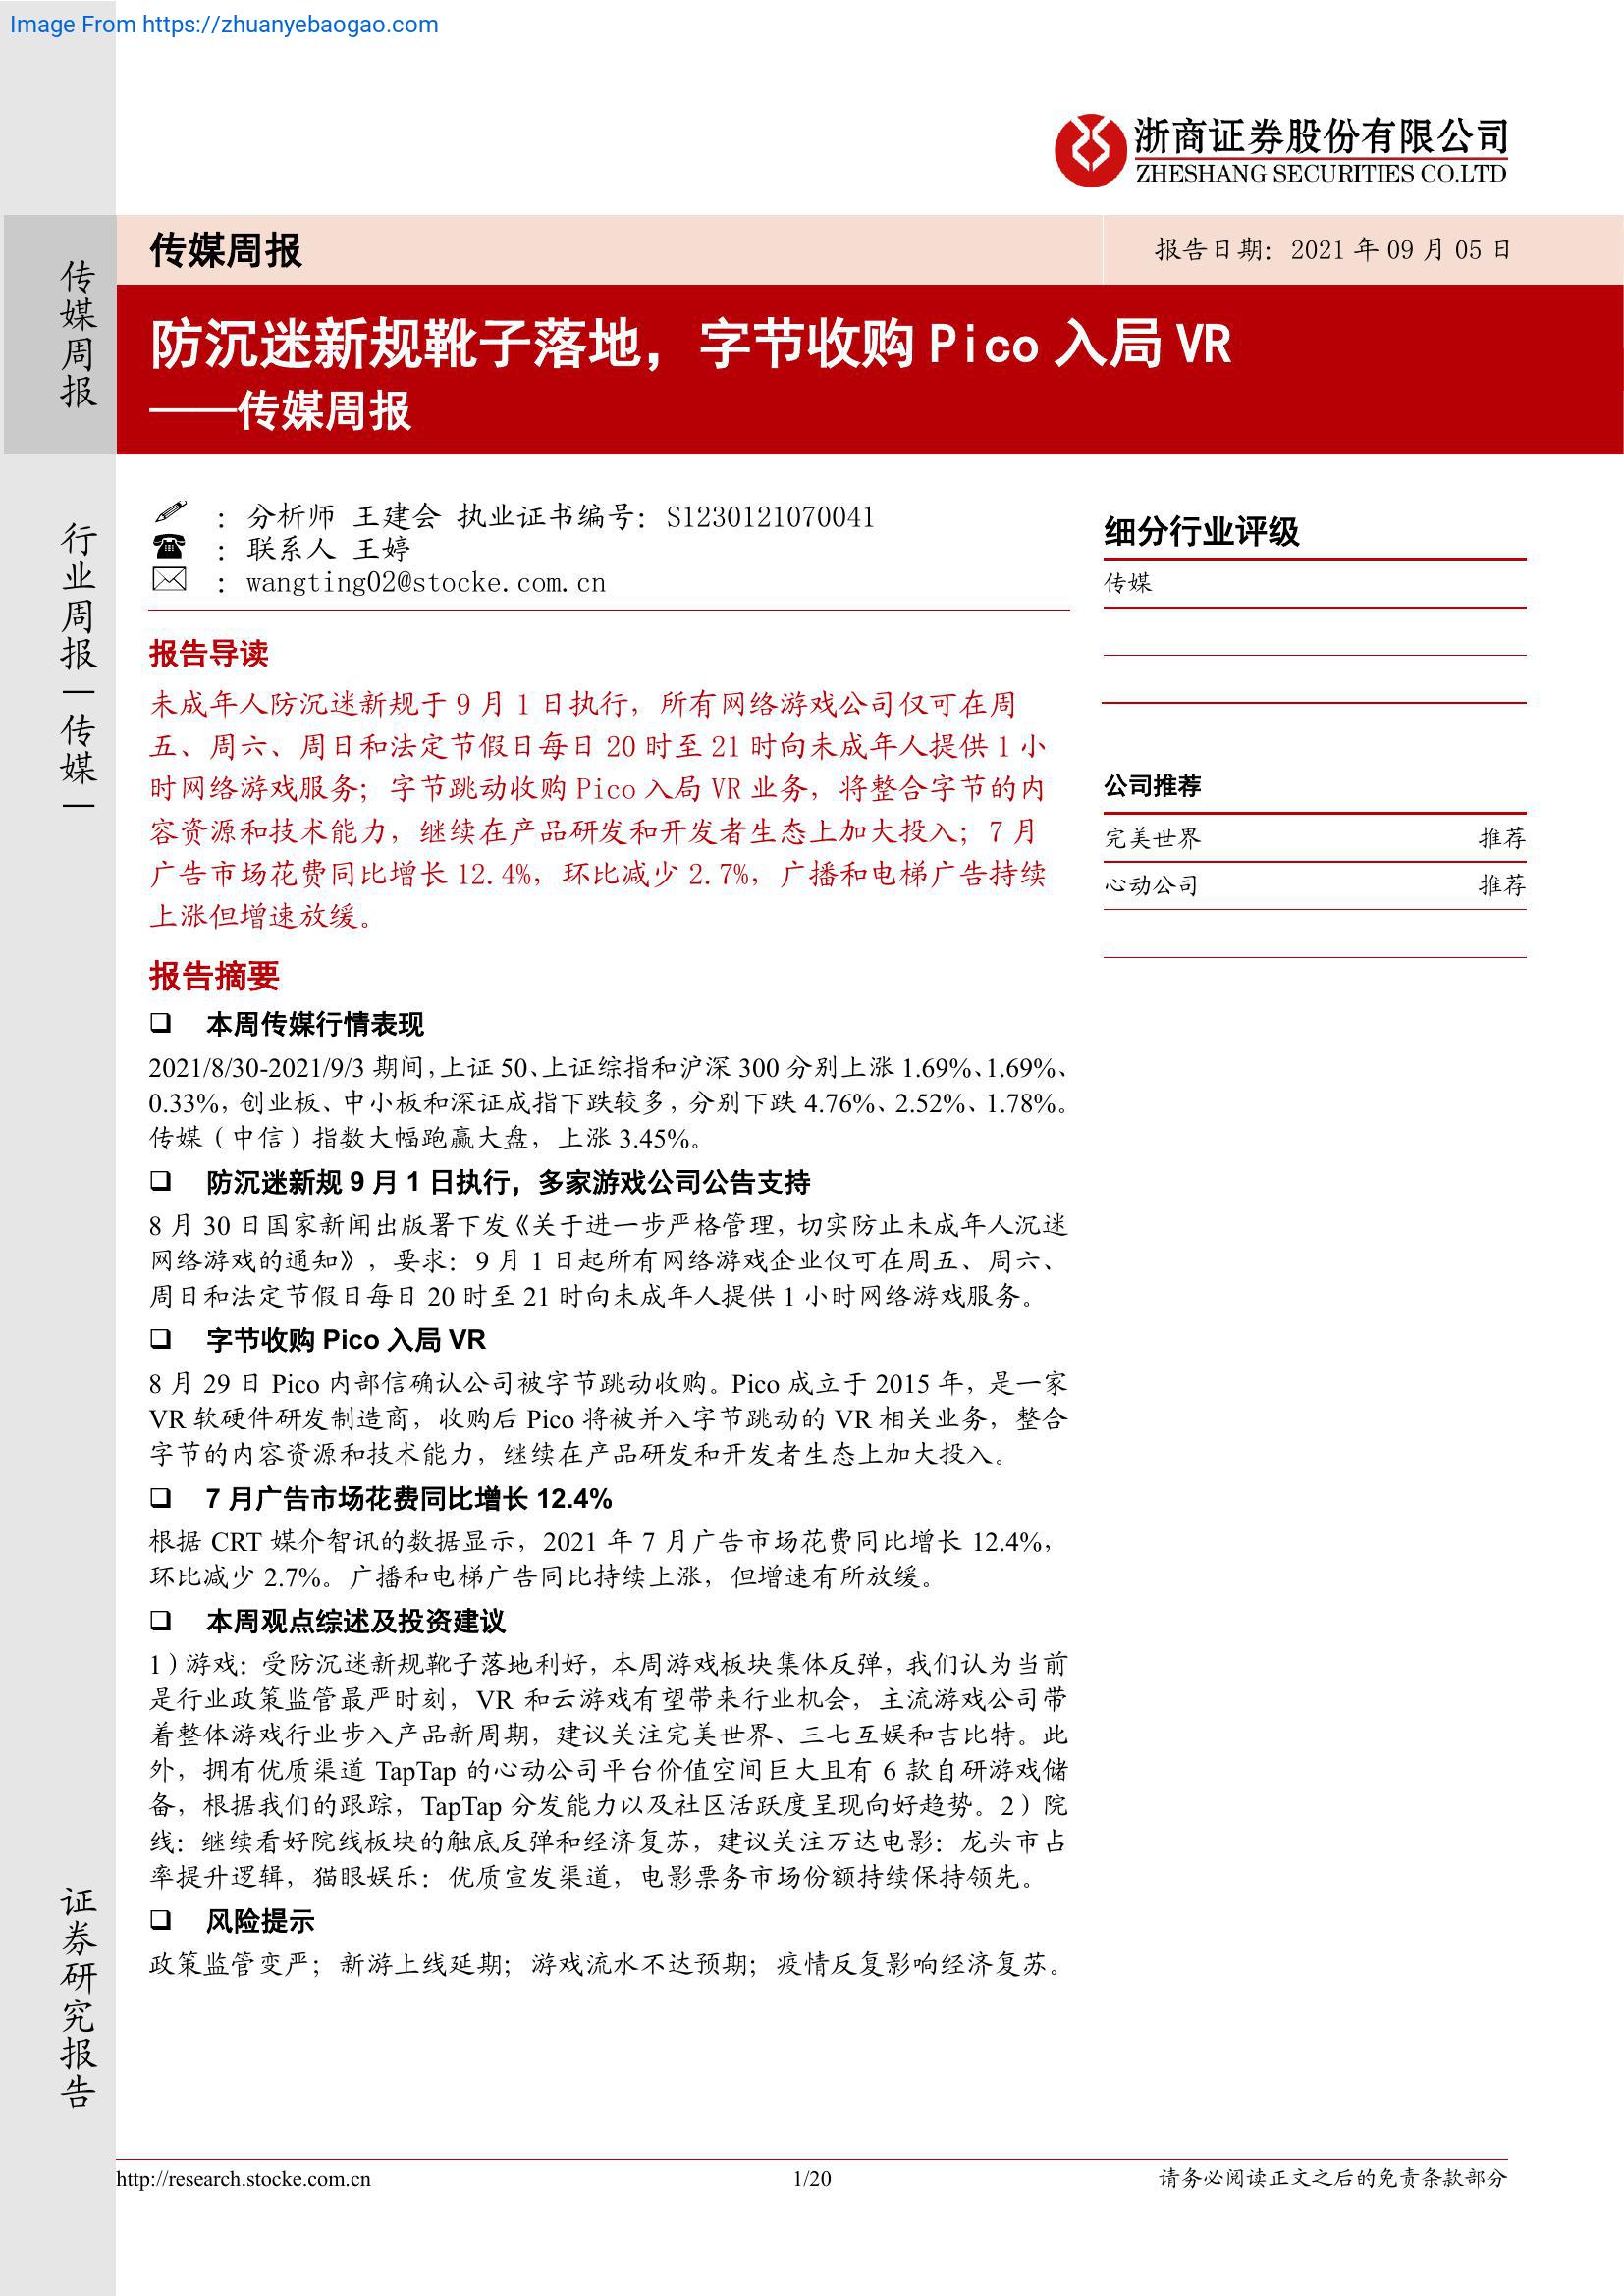 Image From https://zhuanyebaogao.com
浙商证券股份有限公司
ZHESHANG SECURITIES CO.LTD
传媒周报
行业周报｜传媒｜
证券研究报告
传媒周报
报告日期：2021 年 09 月 05 日
防沉迷新规靴子落地，字节收购 Pico 入局 VR
——传媒周报
：分析师 王建会 执业证书编号：S1230121070041
：联系人 王婷
：wangting02@stocke.com.cn
报告导读
未成年人防沉迷新规于 9 月 1 日执行，所有网络游戏公司仅可在周
五、周六、周日和法定节假日每日 20 时至 21 时向未成年人提供 1 小
时网络游戏服务；字节跳动收购 Pico 入局 VR 业务，将整合字节的内
容资源和技术能力，继续在产品研发和开发者生态上加大投入；7 月
广告市场花费同比增长 12.4%，环比减少 2.7%，广播和电梯广告持续
上涨但增速放缓。
报告摘要
❑ 本周传媒行情表现
2021/8/30-2021/9/3 期间，上证 50、上证综指和沪深 300 分别上涨 1.69%、1.69%、
0.33%，创业板、中小板和深证成指下跌较多，分别下跌 4.76%、2.52%、1.78%。
传媒（中信）指数大幅跑赢大盘，上涨 3.45%。
❑ 防沉迷新规 9 月 1 日执行，多家游戏公司公告支持
8 月 30 日国家新闻出版署下发《关于进一步严格管理，切实防止未成年人沉迷
网络游戏的通知》，要求：9 月 1 日起所有网络游戏企业仅可在周五、周六、
周日和法定节假日每日 20 时至 21 时向未成年人提供 1 小时网络游戏服务。
❑ 字节收购 Pico 入局 VR
8 月 29 日 Pico 内部信确认公司被字节跳动收购。Pico 成立于 2015 年，是一家
VR 软硬件研发制造商，收购后 Pico 将被并入字节跳动的 VR 相关业务，整合
字节的内容资源和技术能力，继续在产品研发和开发者生态上加大投入。
❑ 7 月广告市场花费同比增长 12.4%
根据 CRT 媒介智讯的数据显示，2021 年 7 月广告市场花费同比增长 12.4%，
环比减少 2.7%。广播和电梯广告同比持续上涨，但增速有所放缓。
❑ 本周观点综述及投资建议
1）游戏：受防沉迷新规靴子落地利好，本周游戏板块集体反弹，我们认为当前
是行业政策监管最严时刻，VR 和云游戏有望带来行业机会，主流游戏公司带
着整体游戏行业步入产品新周期，建议关注完美世界、三七互娱和吉比特。此
外，拥有优质渠道 TapTap 的心动公司平台价值空间巨大且有 6 款自研游戏储
备，根据我们的跟踪，TapTap 分发能力以及社区活跃度呈现向好趋势。2）院
线：继续看好院线板块的触底反弹和经济复苏，建议关注万达电影：龙头市占
率提升逻辑，猫眼娱乐：优质宣发渠道，电影票务市场份额持续保持领先。
❑ 风险提示
政策监管变严；新游上线延期；游戏流水不达预期；疫情反复影响经济复苏。
细分行业评级
传媒
公司推荐
完美世界 推荐
心动公司 推荐
http://research.stocke.com.cn
1/20
请务必阅读正文之后的免责条款部分